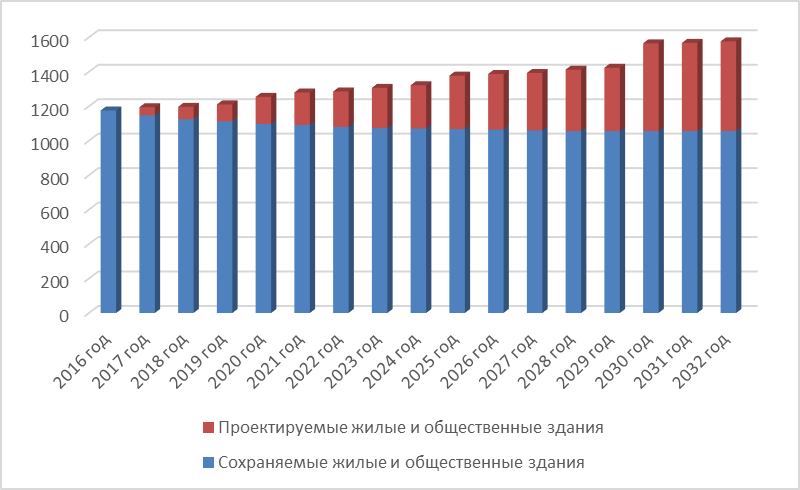 1600
1400
1200
1000
800
600
400
200
0
2016 год
2017 год
2018 год
2019 год
2020 год
2021 год
2022 год
2023 год
2024 год
2025 год
2026 год
2027 год
2028 год
2029 год
2030 год
2031 год
2032 год
Проектируемые жилые и общественные здания
Сохраняемые жилые и общественные здания